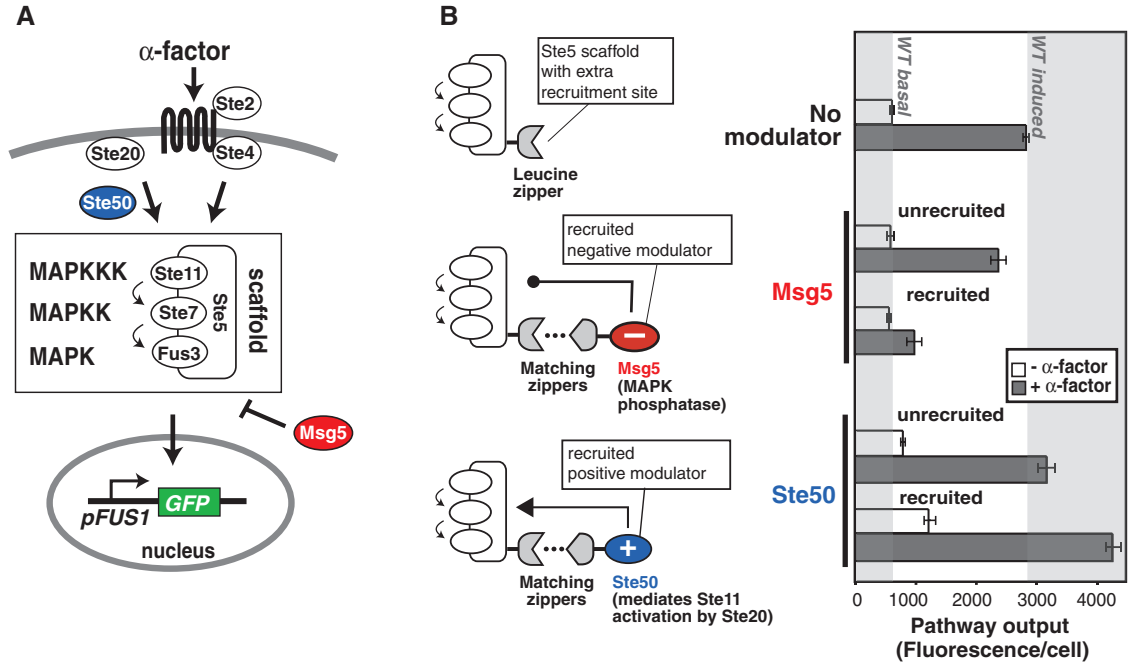 A
α-factor
Ste2
Ste20
Ste4
Ste50
MAPKKK
MAPKK
MAPK
Ste11
Ste7
Fus3
Ste5
scaffold
Msg5
pFUS1
GFP
nucleus
B
Ste5 scaffold
with extra
recruitment site
Leucine
zipper
recruited
negative modulator
−
Matching
zippers
Msg5
(MAPK
phosphatase)
recruited
positive modulator
+
Matching
zippers
Ste50
(mediates Ste11
activation by Ste20)
WT basal
WT induced
No
modulator
unrecruited
Msg5
recruited
- α-factor
+ α-factor
unrecruited
Ste50
recruited
0 1000 2000 3000 4000
Pathway output
(Fluorescence/cell)